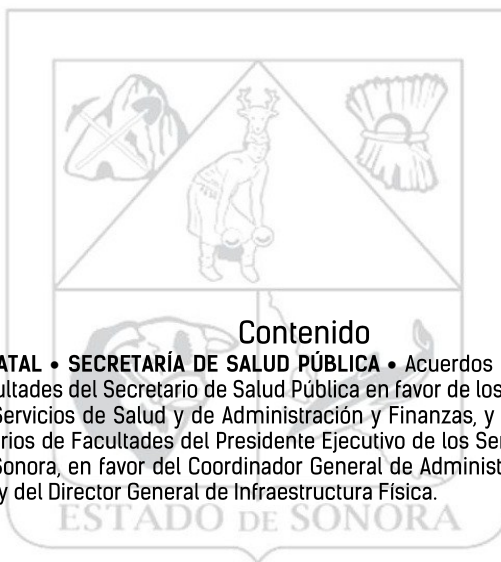 Contenido
ATAL • SECRETARÍA DE SALUD PÚBLICA • Acuerdos
ultades del Secretario de Salud Pública en favor de los
Servicios de Salud y de Administración y Finanzas, y
rios de Facultades del Presidente Ejecutivo de los Ser
Sonora, en favor del Coordinador General de Administ
y del Director General de Infraestructura Física.
ESTADO DE SONORA